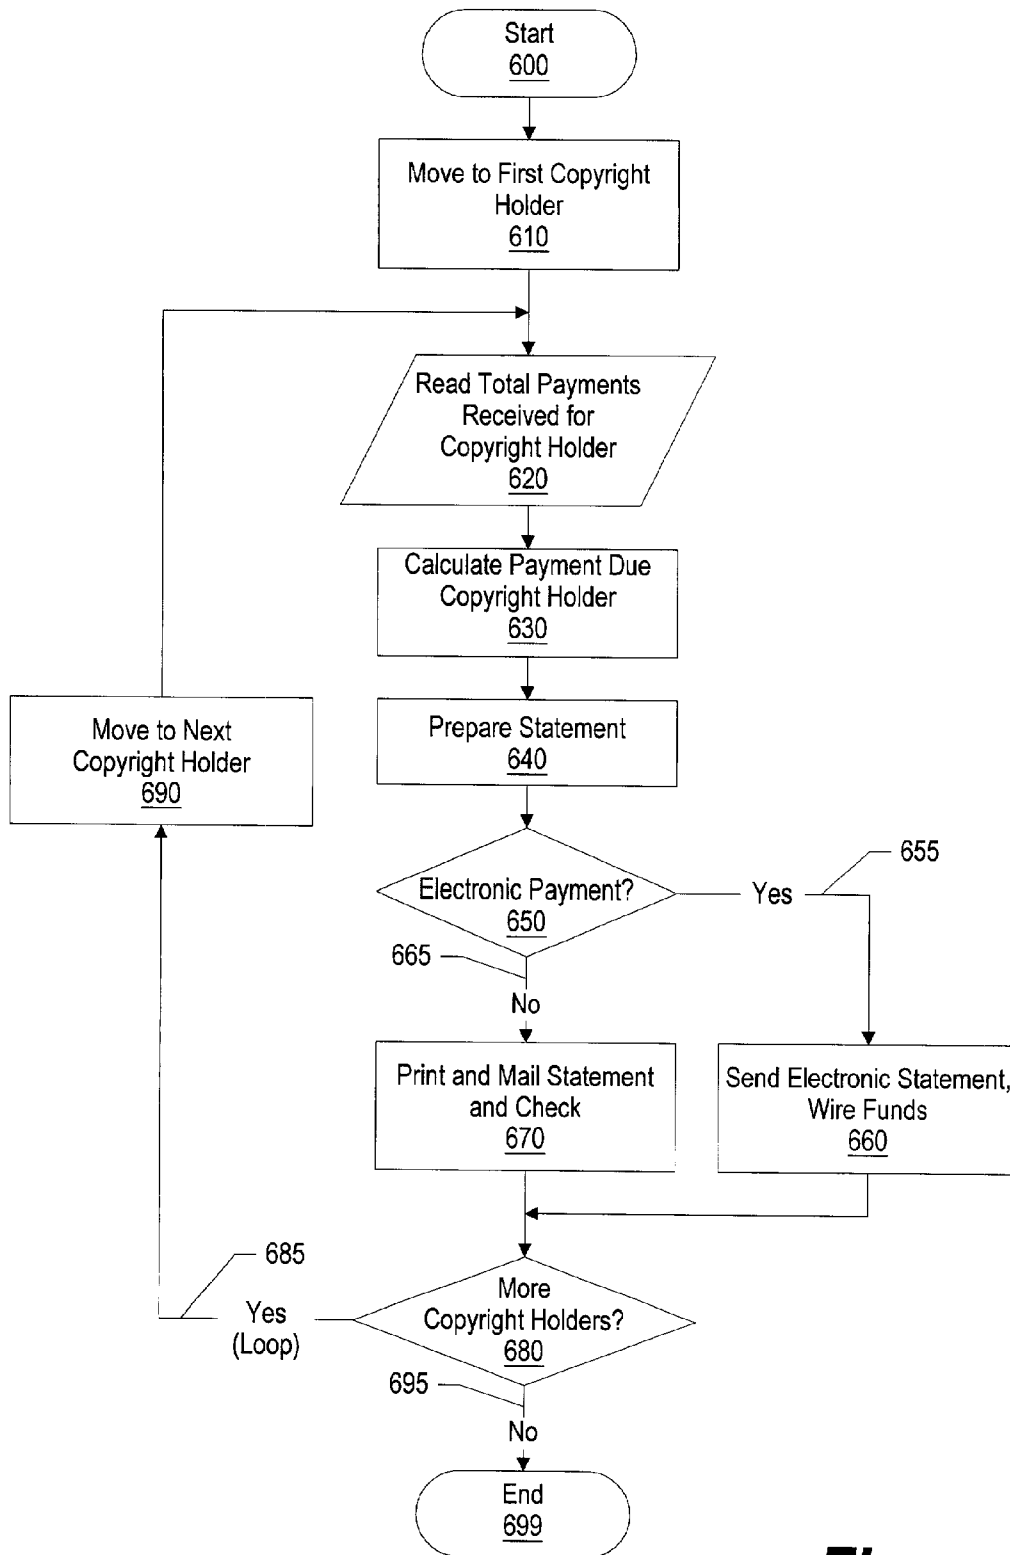 Start
600
Move to First Copyright
Holder
610
Read Total Payments
Received for
Copyright Holder
620
Calculate Payment Due
Copyright Holder
630
Move to Next
Copyright Holder
690
Prepare Statement
640
Electronic Payment?
650
Yes
655
665
No
Print and Mail Statement
and Check
670
Send Electronic Statement,
Wire Funds
660
685
Yes
(Loop)
More
Copyright Holders?
680
695
No
End
699